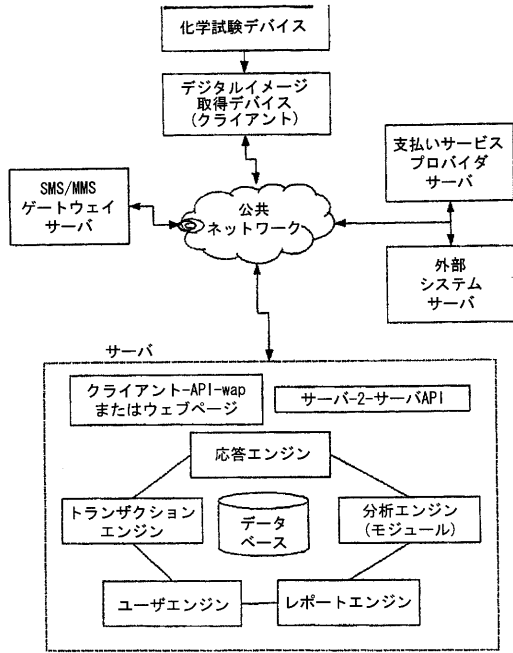 化学試験デバイス
デジタルイメージ
取得デバイス
(クライアント)
SMS/MMS
ゲートウェイ
サーバ
公共
ネットワーク
支払いサービス
プロバイダ
サーバ
外部
システム
サーバ
サーバ
クライアント-API-wap
またはウェブページ
サーバ-2-サーバAPI
応答エンジン
トランザクション
エンジン
データ
ベース
分析エンジン
(モジュール)
ユーザエンジン
レポートエンジン